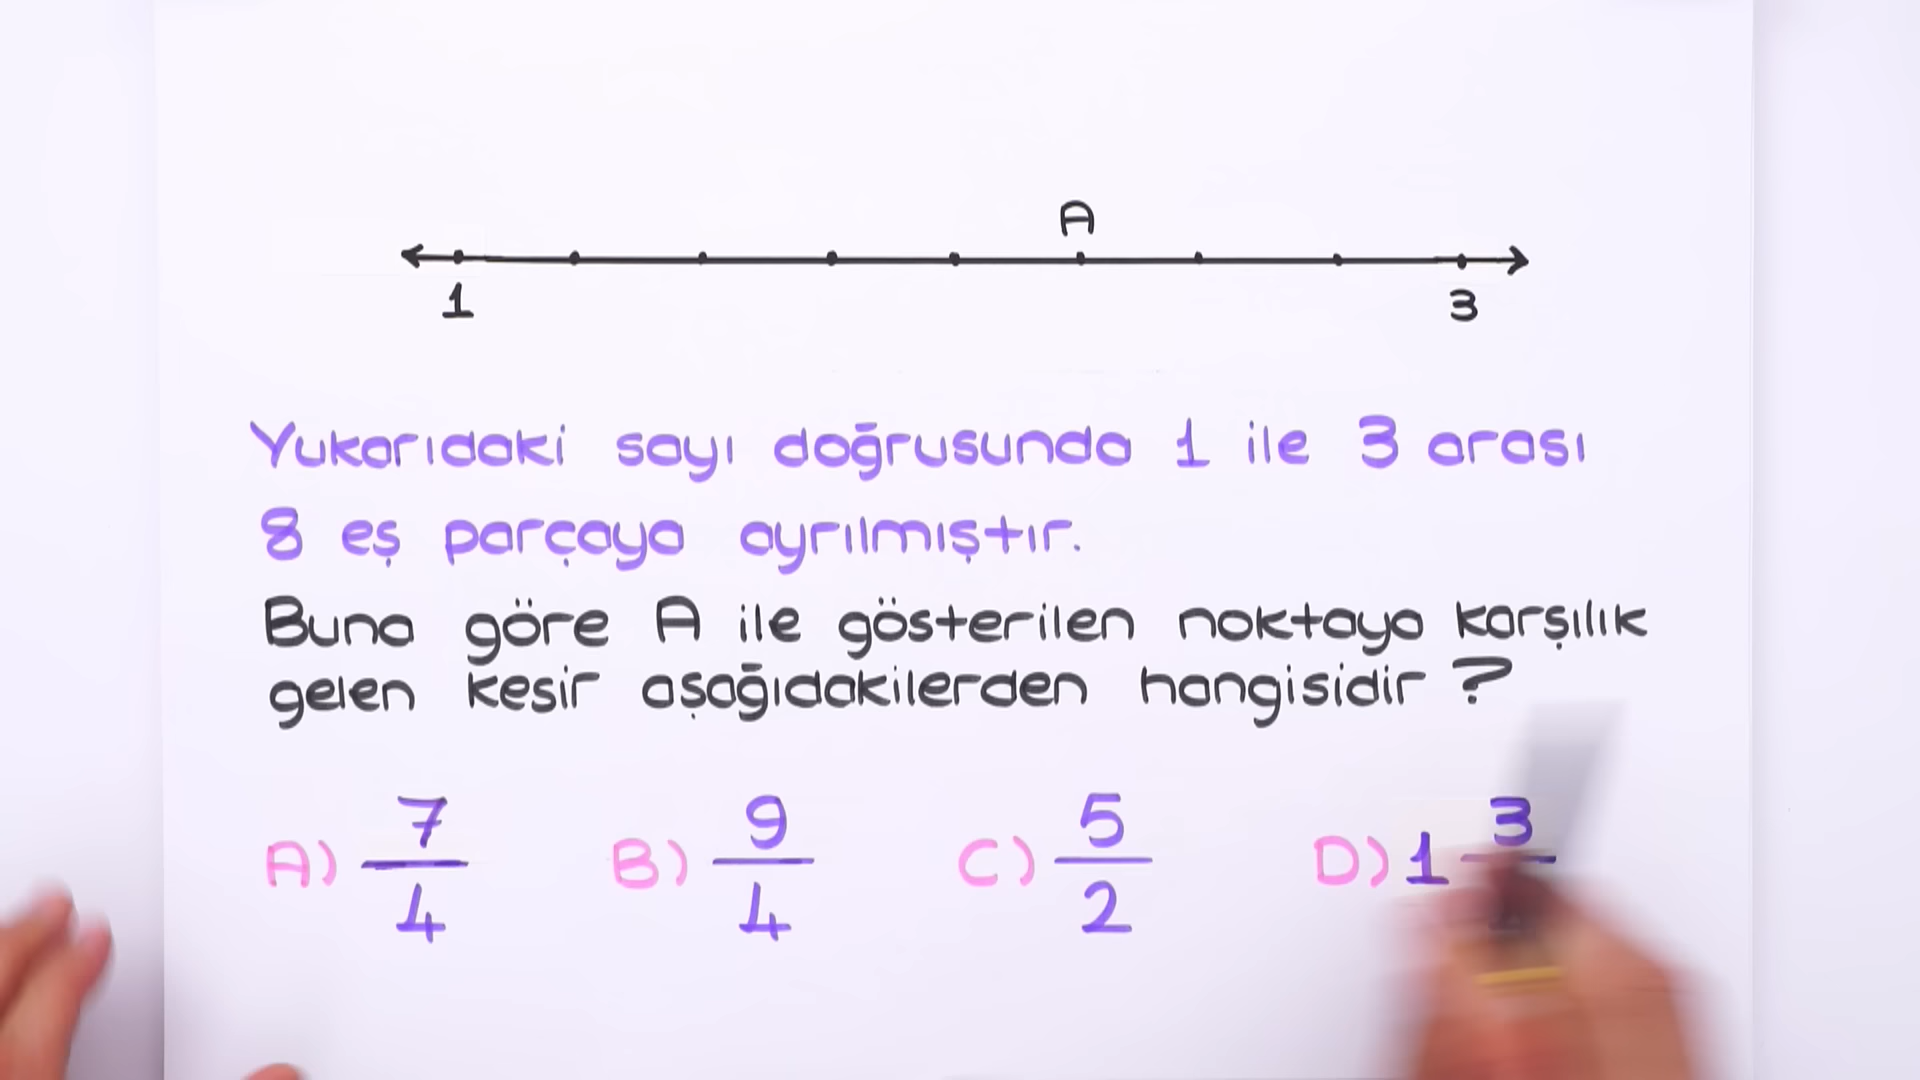 A
1 3
Yukarıdaki sayı doğrusunda 1 ile 3 arası
8 eş parçaya ayrılmıştır.
Buna göre A ile gösterilen noktaya karşılık
gelen kesir aşağıdakilerden hangisidir ?
A) 7/4 B) 9/4 C) 5/2 D) 1 3